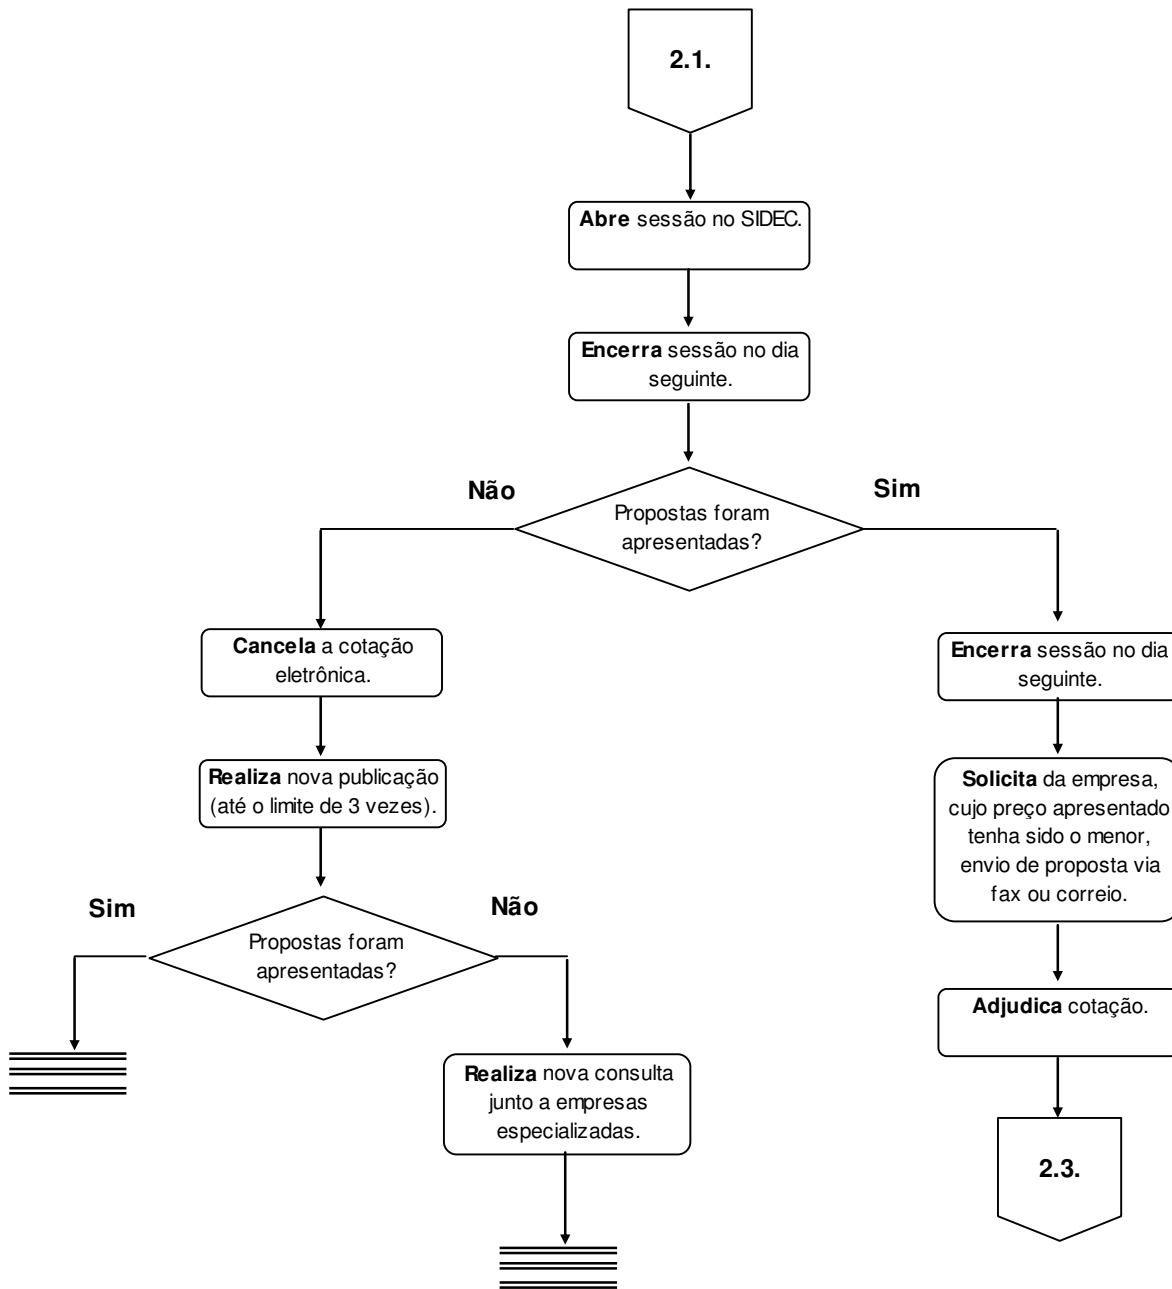 2.1.
Abre sessão no SIDEC.
Encerra sessão no dia
seguinte.
Não
Sim
Propostas foram
apresentadas?
Cancela a cotação
eletrônica.
Realiza nova publicação
(até o limite de 3 vezes).
Sim
Não
Propostas foram
apresentadas?
Realiza nova consulta
junto a empresas
especializadas.
Encerra sessão no dia
seguinte.
Solicita da empresa,
cujo preço apresentado
tenha sido o menor,
envio de proposta via
fax ou correio.
Adjudica cotação.
2.3.